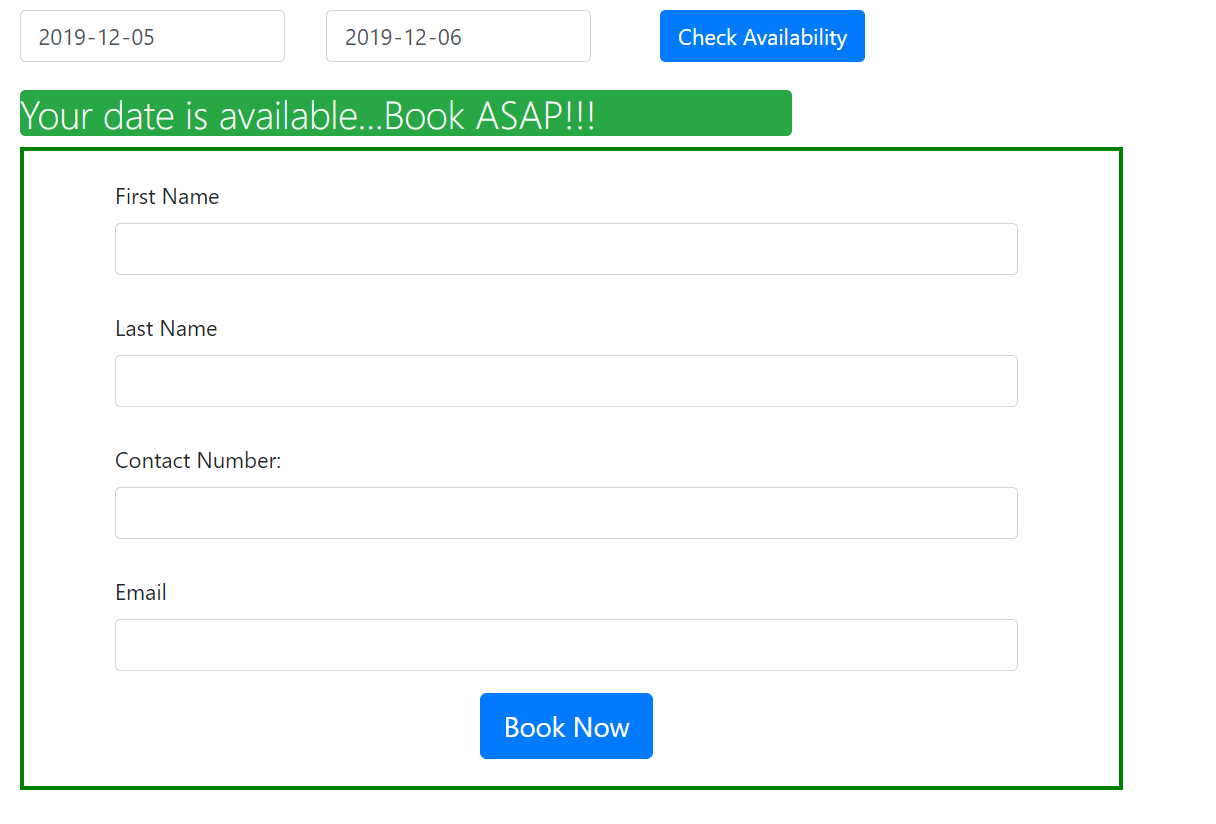 2019-12-05 2019-12-06 Check Availability
Your date is available...Book ASAP!!!
First Name
Last Name
Contact Number:
Email
Book Now